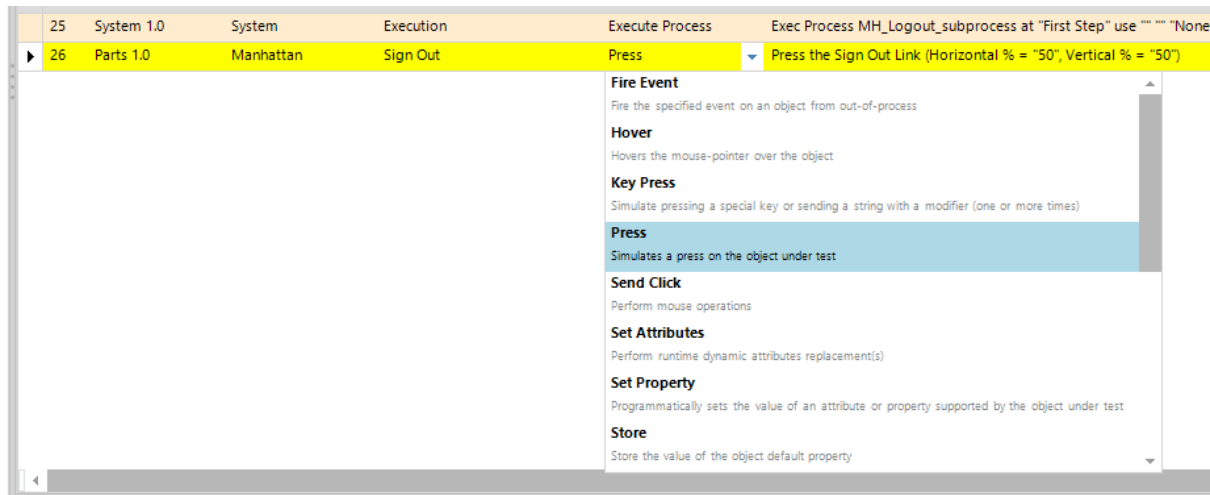 25 System 1.0 System Execution Execute Process Exec Process MH_Logout_subprocess at "First Step" use "" "" "None
26 Parts 1.0 Manhattan Sign Out Press Press the Sign Out Link (Horizontal % = "50", Vertical % = "50")
Fire Event
Fire the specified event on an object from out-of-process
Hover
Hovers the mouse-pointer over the object
Key Press
Simulate pressing a special key or sending a string with a modifier (one or more times)
Press
Simulates a press on the object under test
Send Click
Perform mouse operations
Set Attributes
Perform runtime dynamic attributes replacement(s)
Set Property
Programmatically sets the value of an attribute or property supported by the object under test
Store
Store the value of the object default property